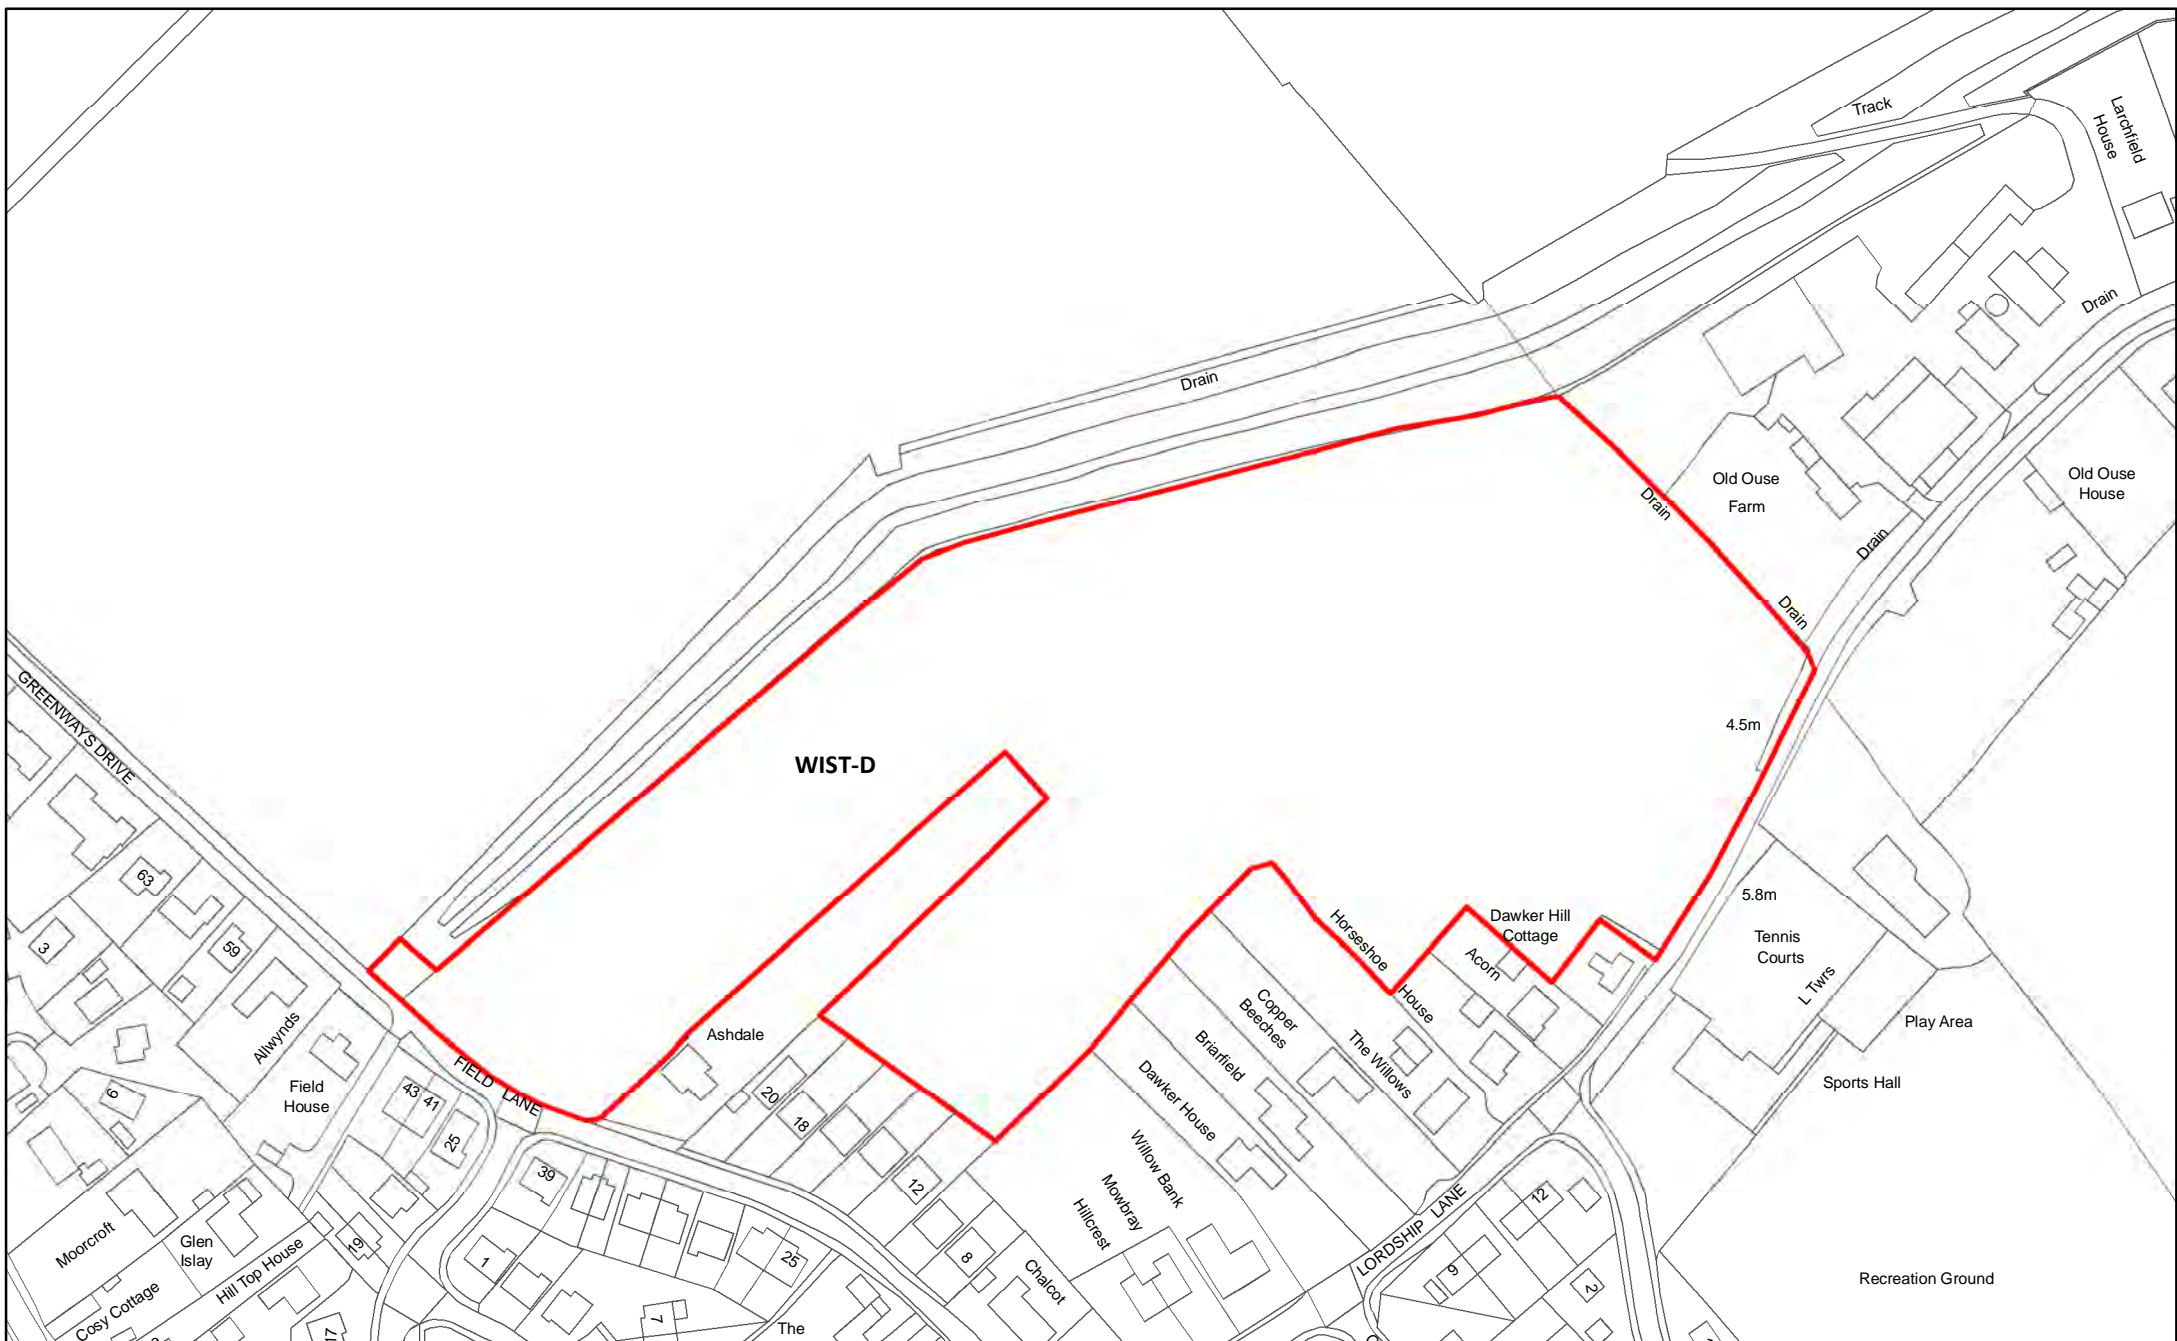 Track
Larchfield
House
Drain
Drain
Old Ouse
Farm
Old Ouse
House
Drain
Drain
Drain
GREENWAYS DRIVE
4.5m
WIST-D
63
3
59
5.8m
Tennis
Courts
L Twrs
Play Area
Sports Hall
Dawker Hill
Cottage
Acorn
Horseshoe
House
Copper
Beeches
The Willows
Briarfield
Dawker House
Allwynds
Field
House
FIELD LANE
Ashdale
20
18
12
8
6
43
41
25
39
Willow Bank
Mowbray
Hillcrest
LORDSHIP LANE
12
9
2
Moorcroft
Glen
Islay
Hill Top House
Cosy Cottage
19
17
1
25
7
The
Chalcot
Recreation Ground